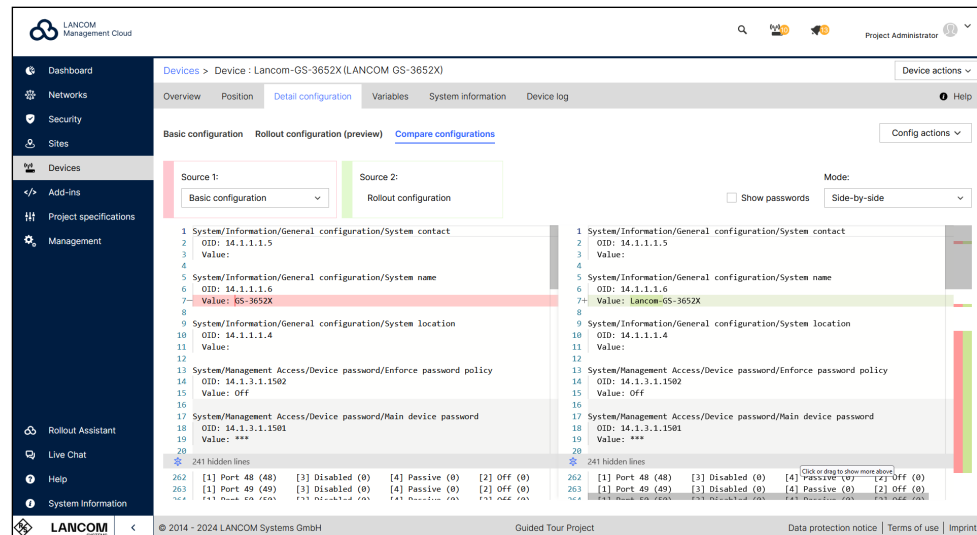 LANCOM
Management Cloud
Project Administrator
Dashboard
Networks
Security
Sites
Devices
Add-ins
Project specifications
Management
Rollout Assistant
Live Chat
Help
System Information
LANCOM
SYSTEMS
Devices > Device : Lancom-GS-3652X (LANCOM GS-3652X)
Device actions
Overview Position Detail configuration Variables System information Device log
Help
Basic configuration Rollout configuration (preview) Compare configurations
Config actions
Source 1:
Basic configuration
Source 2:
Rollout configuration
Show passwords
Mode:
Side-by-side
1 System/Information/General configuration/System contact
2 OID: 14.1.1.1.5
3 Value:
4
5 System/Information/General configuration/System name
6 OID: 14.1.1.1.6
7- Value: GS-3652X
8
9 System/Information/General configuration/System location
10 OID: 14.1.1.1.4
11 Value:
12
13 System/Management Access/Device password/Enforce password policy
14 OID: 14.1.3.1.1502
15 Value: Off
16
17 System/Management Access/Device password/Main device password
18 OID: 14.1.3.1.1501
19 Value: ***
20
241 hidden lines
262 [1] Port 48 (48) [3] Disabled (0) [4] Passive (0) [2] Off (0)
263 [1] Port 49 (49) [3] Disabled (0) [4] Passive (0) [2] Off (0)
1 System/Information/General configuration/System contact
2 OID: 14.1.1.1.5
3 Value:
4
5 System/Information/General configuration/System name
6 OID: 14.1.1.1.6
7+ Value: Lancom-GS-3652X
8
9 System/Information/General configuration/System location
10 OID: 14.1.1.1.4
11 Value:
12
13 System/Management Access/Device password/Enforce password policy
14 OID: 14.1.3.1.1502
15 Value: Off
16
17 System/Management Access/Device password/Main device password
18 OID: 14.1.3.1.1501
19 Value: ***
20
241 hidden lines
Click or drag to show more above
262 [1] Port 48 (48) [3] Disabled (0) [4] Passive (0) [2] Off (0)
263 [1] Port 49 (49) [3] Disabled (0) [4] Passive (0) [2] Off (0)
© 2014 - 2024 LANCOM Systems GmbH
Guided Tour Project
Data protection notice | Terms of use | Imprint